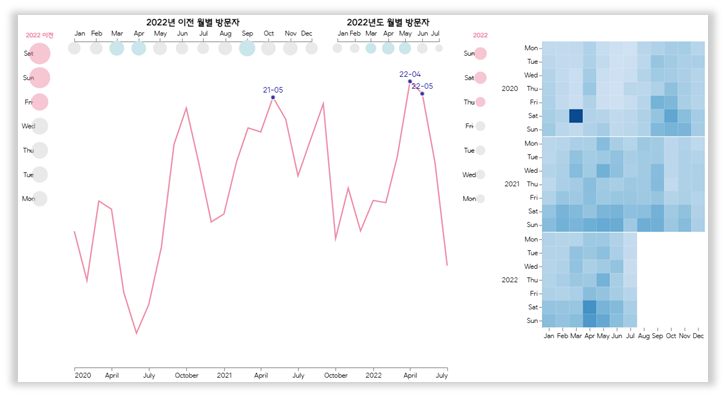 2022년 이전 월별 방문자
2022년도 월별 방문자
2022 이전
Jan Feb Mar Apr May Jun Jul Aug Sep Oct Nov Dec
Jan Feb Mar Apr May Jun Jul
2022
Sat
Sun
Fri
Wed
Thu
Tue
Mon
21-05
22-04
22-05
2020 April July October 2021 April July October 2022 April July
Sun
Sat
Thu
Fri
Wed
Tue
Mon
2020
Mon
Tue
Wed
Thu
Fri
Sat
Sun
2021
Mon
Tue
Wed
Thu
Fri
Sat
Sun
2022
Mon
Tue
Wed
Thu
Fri
Sat
Sun
Jan Feb Mar Apr May Jun Jul Aug Sep Oct Nov Dec